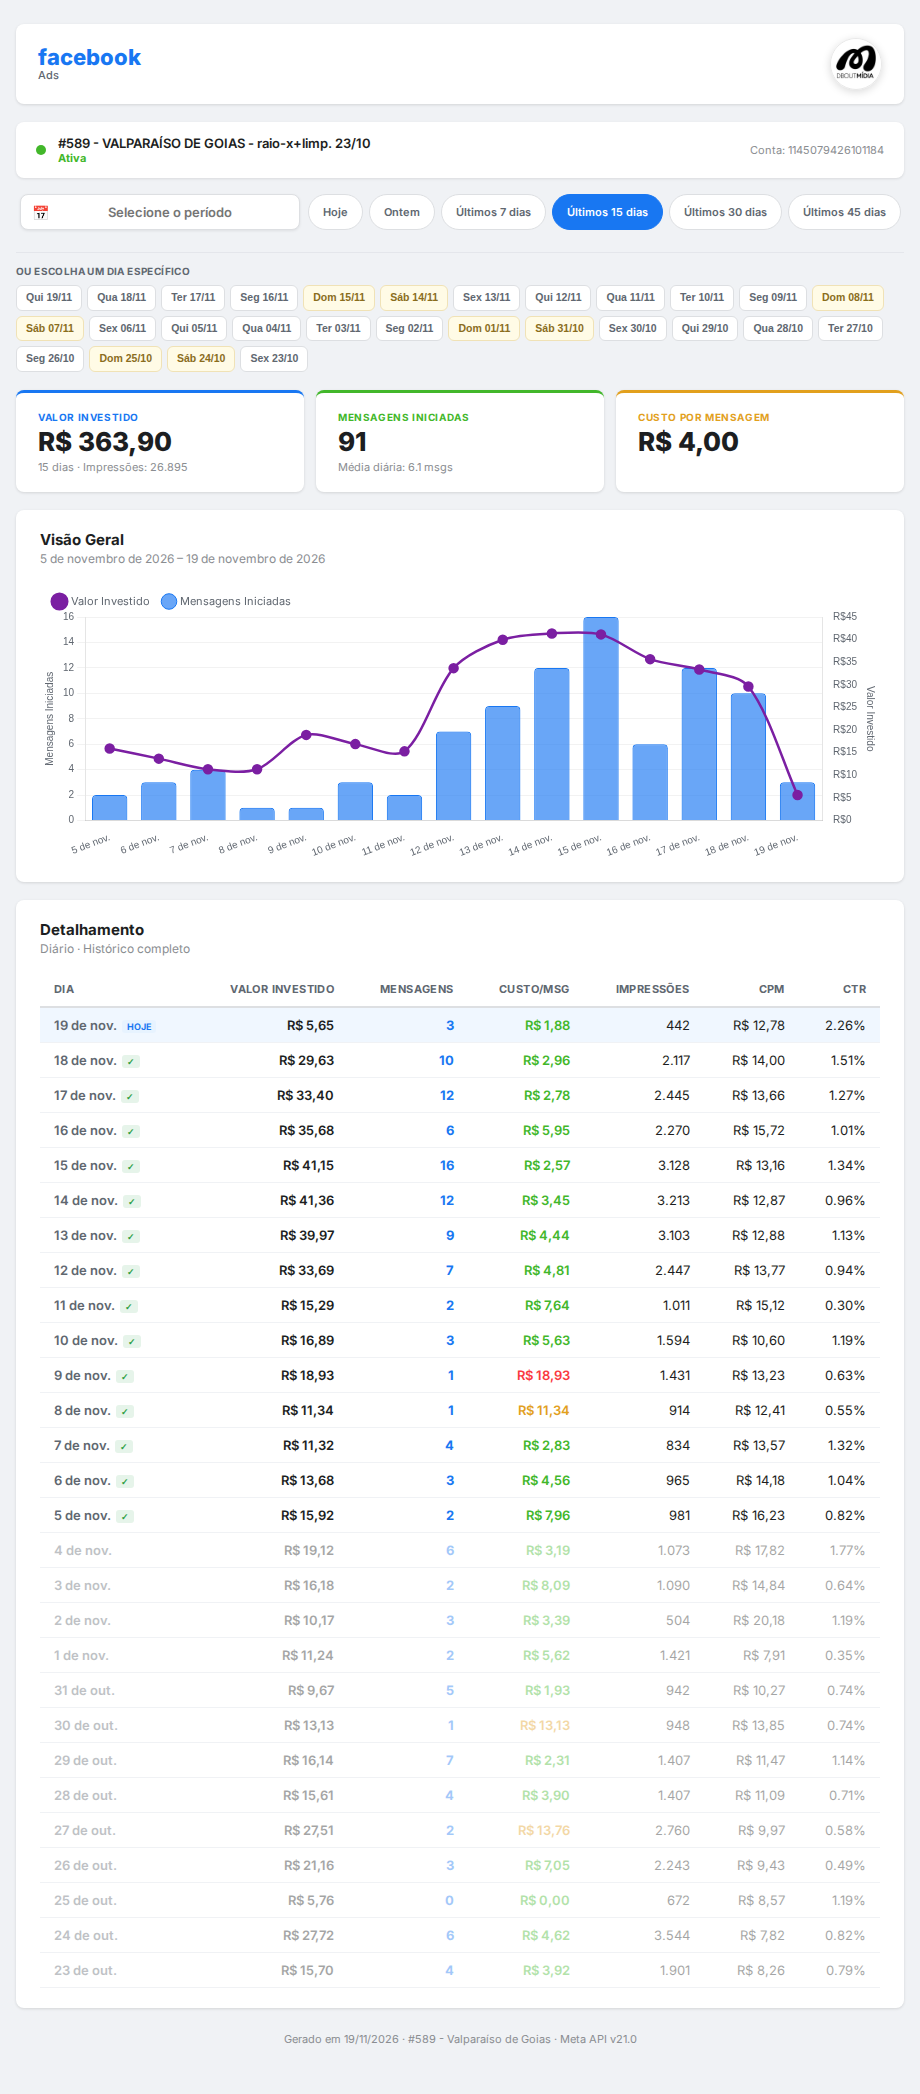 facebook
Ads
DBOUTMÍDIA
#589 - VALPARAÍSO DE GOIAS - raio-x+limp. 23/10
Ativa
Conta: 1145079426101184
📅 Selecione o período Hoje Ontem Últimos 7 dias Últimos 15 dias Últimos 30 dias Últimos 45 dias
OU ESCOLHA UM DIA ESPECÍFICO
Qui 19/11 Qua 18/11 Ter 17/11 Seg 16/11 Dom 15/11 Sáb 14/11 Sex 13/11 Qui 12/11 Qua 11/11 Ter 10/11 Seg 09/11 Dom 08/11
Sáb 07/11 Sex 06/11 Qui 05/11 Qua 04/11 Ter 03/11 Seg 02/11 Dom 01/11 Sáb 31/10 Sex 30/10 Qui 29/10 Qua 28/10 Ter 27/10
Seg 26/10 Dom 25/10 Sáb 24/10 Sex 23/10
VALOR INVESTIDO
R$ 363,90
15 dias · Impressões: 26.895
MENSAGENS INICIADAS
91
Média diária: 6.1 msgs
CUSTO POR MENSAGEM
R$ 4,00
Visão Geral
5 de novembro de 2026 – 19 de novembro de 2026
Valor Investido Mensagens Iniciadas
Mensagens Iniciadas
16
14
12
10
8
6
4
2
0
R$45
R$40
R$35
R$30
R$25
R$20
R$15
R$10
R$5
R$0
Valor Investido
5 de nov. 6 de nov. 7 de nov. 8 de nov. 9 de nov. 10 de nov. 11 de nov. 12 de nov. 13 de nov. 14 de nov. 15 de nov. 16 de nov. 17 de nov. 18 de nov. 19 de nov.
Detalhamento
Diário · Histórico completo
DIA VALOR INVESTIDO MENSAGENS CUSTO/MSG IMPRESSÕES CPM CTR
19 de nov. HOJE R$ 5,65 3 R$ 1,88 442 R$ 12,78 2.26%
18 de nov. ✓ R$ 29,63 10 R$ 2,96 2.117 R$ 14,00 1.51%
17 de nov. ✓ R$ 33,40 12 R$ 2,78 2.445 R$ 13,66 1.27%
16 de nov. ✓ R$ 35,68 6 R$ 5,95 2.270 R$ 15,72 1.01%
15 de nov. ✓ R$ 41,15 16 R$ 2,57 3.128 R$ 13,16 1.34%
14 de nov. ✓ R$ 41,36 12 R$ 3,45 3.213 R$ 12,87 0.96%
13 de nov. ✓ R$ 39,97 9 R$ 4,44 3.103 R$ 12,88 1.13%
12 de nov. ✓ R$ 33,69 7 R$ 4,81 2.447 R$ 13,77 0.94%
11 de nov. ✓ R$ 15,29 2 R$ 7,64 1.011 R$ 15,12 0.30%
10 de nov. ✓ R$ 16,89 3 R$ 5,63 1.594 R$ 10,60 1.19%
9 de nov. ✓ R$ 18,93 1 R$ 18,93 1.431 R$ 13,23 0.63%
8 de nov. ✓ R$ 11,34 1 R$ 11,34 914 R$ 12,41 0.55%
7 de nov. ✓ R$ 11,32 4 R$ 2,83 834 R$ 13,57 1.32%
6 de nov. ✓ R$ 13,68 3 R$ 4,56 965 R$ 14,18 1.04%
5 de nov. ✓ R$ 15,92 2 R$ 7,96 981 R$ 16,23 0.82%
4 de nov. R$ 19,12 6 R$ 3,19 1.073 R$ 17,82 1.77%
3 de nov. R$ 16,18 2 R$ 8,09 1.090 R$ 14,84 0.64%
2 de nov. R$ 10,17 3 R$ 3,39 504 R$ 20,18 1.19%
1 de nov. R$ 11,24 2 R$ 5,62 1.421 R$ 7,91 0.35%
31 de out. R$ 9,67 5 R$ 1,93 942 R$ 10,27 0.74%
30 de out. R$ 13,13 1 R$ 13,13 948 R$ 13,85 0.74%
29 de out. R$ 16,14 7 R$ 2,31 1.407 R$ 11,47 1.14%
28 de out. R$ 15,61 4 R$ 3,90 1.407 R$ 11,09 0.71%
27 de out. R$ 27,51 2 R$ 13,76 2.760 R$ 9,97 0.58%
26 de out. R$ 21,16 3 R$ 7,05 2.243 R$ 9,43 0.49%
25 de out. R$ 5,76 0 R$ 0,00 672 R$ 8,57 1.19%
24 de out. R$ 27,72 6 R$ 4,62 3.544 R$ 7,82 0.82%
23 de out. R$ 15,70 4 R$ 3,92 1.901 R$ 8,26 0.79%
Gerado em 19/11/2026 · #589 - Valparaíso de Goias · Meta API v21.0